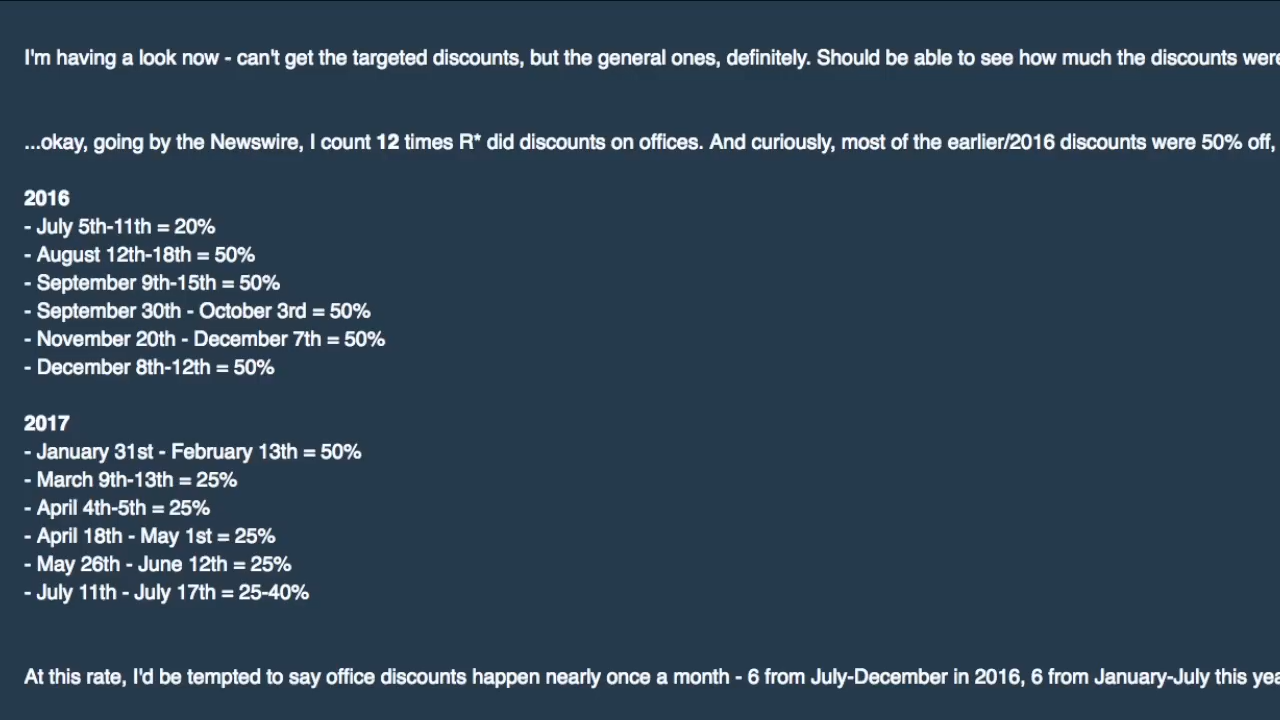 I'm having a look now - can't get the targeted discounts, but the general ones, definitely. Should be able to see how much the discounts were
...okay, going by the Newswire, I count 12 times R* did discounts on offices. And curiously, most of the earlier/2016 discounts were 50% off,
2016
- July 5th-11th = 20%
- August 12th-18th = 50%
- September 9th-15th = 50%
- September 30th - October 3rd = 50%
- November 20th - December 7th = 50%
- December 8th-12th = 50%
2017
- January 31st - February 13th = 50%
- March 9th-13th = 25%
- April 4th-5th = 25%
- April 18th - May 1st = 25%
- May 26th - June 12th = 25%
- July 11th - July 17th = 25-40%
At this rate, I'd be tempted to say office discounts happen nearly once a month - 6 from July-December in 2016, 6 from January-July this yea